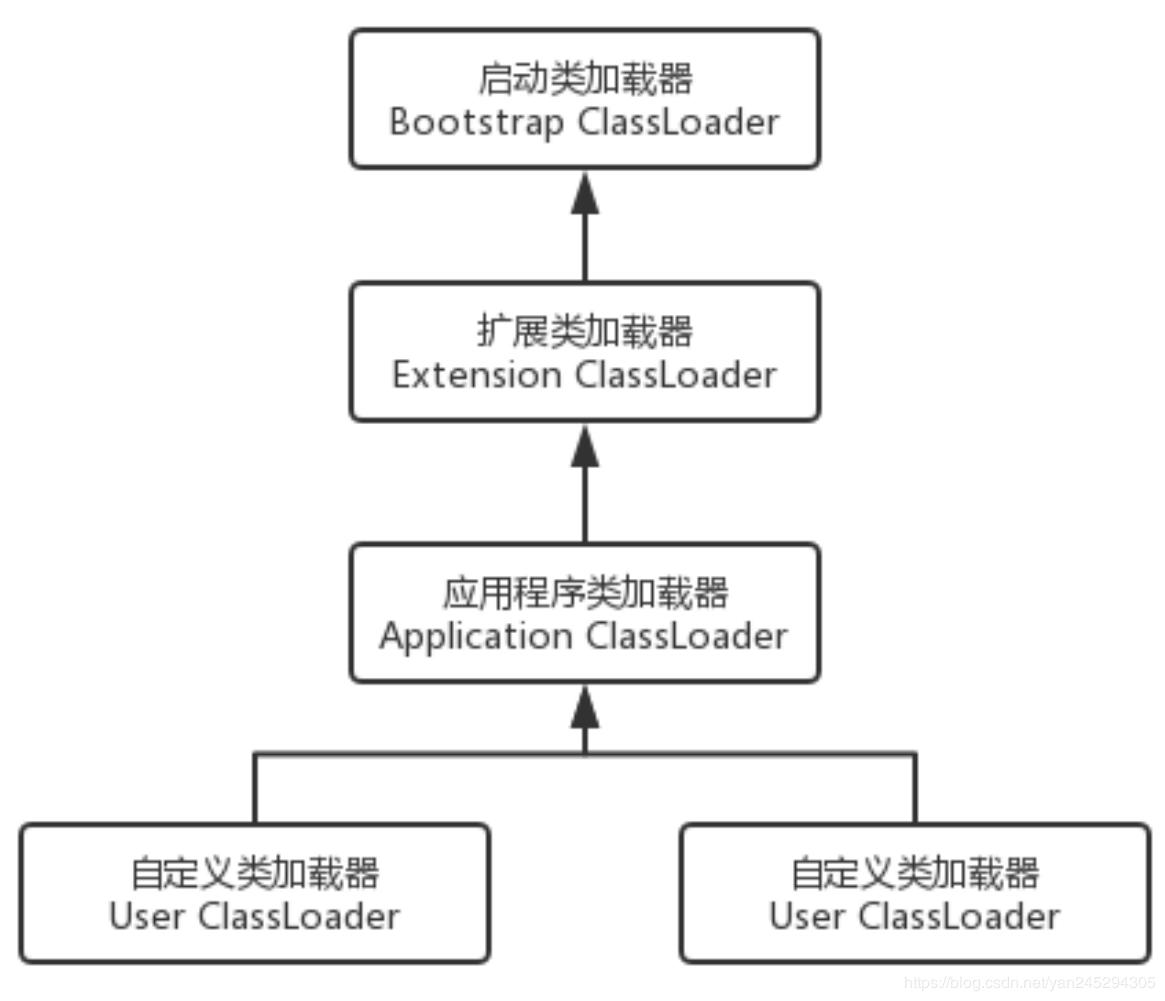 启动类加载器
Bootstrap ClassLoader
扩展类加载器
Extension ClassLoader
应用程序类加载器
Application ClassLoader
自定义类加载器
User ClassLoader
自定义类加载器
User ClassLoader
https://blog.csdn.net/yan245294305